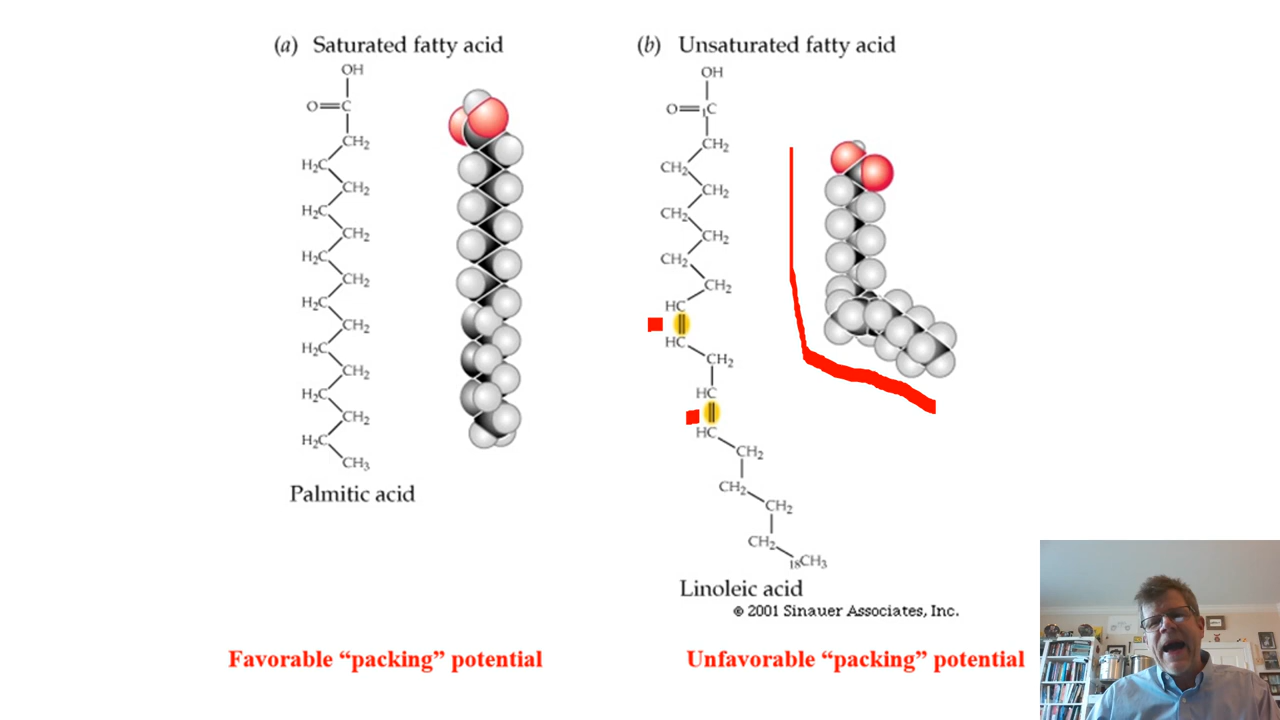 (a) Saturated fatty acid
OH
O=C
CH₂
H₂C
CH₂
H₂C
CH₂
H₂C
CH₂
H₂C
CH₂
H₂C
CH₂
H₂C
CH₂
H₂C
CH₃
Palmitic acid
Favorable “packing” potential
(b) Unsaturated fatty acid
OH
O=₁C
CH₂
CH₂
CH₂
CH₂
CH₂
CH₂
CH₂
HC
HC
CH₂
HC
HC
CH₂
CH₂
CH₂
CH₂
₁₈CH₃
Linoleic acid
© 2001 Sinauer Associates, Inc.
Unfavorable “packing” potential